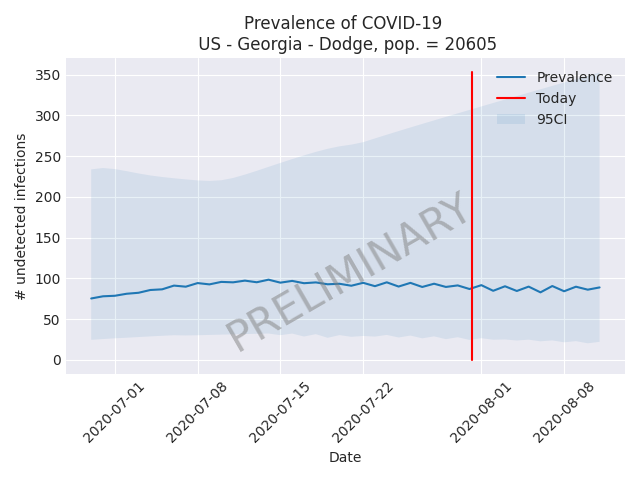 Prevalence of COVID-19
US - Georgia - Dodge, pop. = 20605
350
300
250
200
150
100
50
0
# undetected infections
Prevalence
Today
95CI
PRELIMINARY
2020-07-01
2020-07-08
2020-07-15
2020-07-22
2020-08-01
2020-08-08
Date